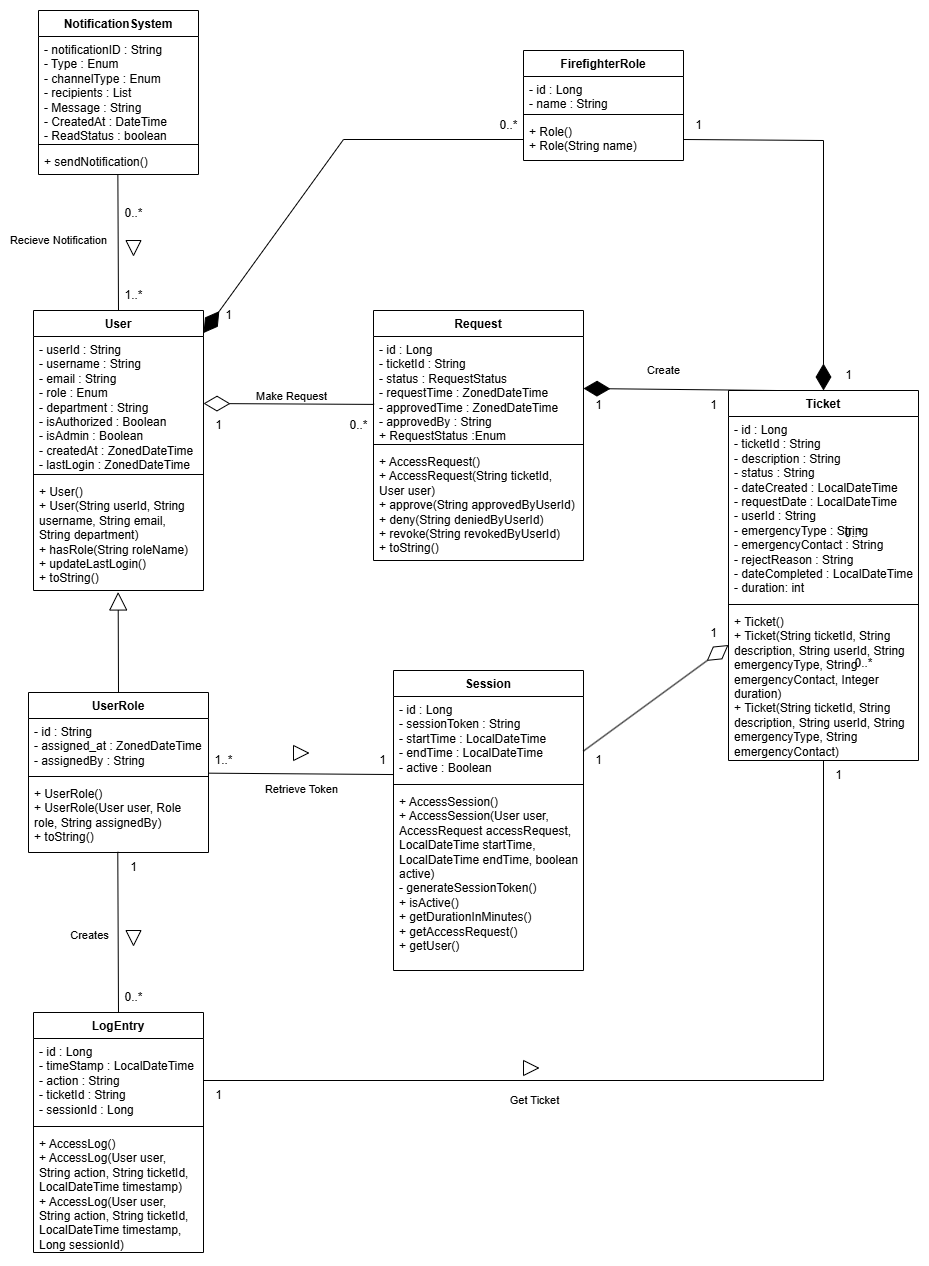 NotificationSystem
- notificationID : String
- Type : Enum
- channelType : Enum
- recipients : List
- Message : String
- CreatedAt : DateTime
- ReadStatus : boolean
+ sendNotification()
0..*
Recieve Notification
1..*
FirefighterRole
- id : Long
- name : String
+ Role()
+ Role(String name)
0..*
1
1
User
- userId : String
- username : String
- email : String
- role : Enum
- department : String
- isAuthorized : Boolean
- isAdmin : Boolean
- createdAt : ZonedDateTime
- lastLogin : ZonedDateTime
+ User()
+ User(String userId, String
username, String email,
String department)
+ hasRole(String roleName)
+ updateLastLogin()
+ toString()
Make Request
1
0..*
Request
- id : Long
- ticketId : String
- status : RequestStatus
- requestTime : ZonedDateTime
- approvedTime : ZonedDateTime
- approvedBy : String
+ RequestStatus :Enum
+ AccessRequest()
+ AccessRequest(String ticketId,
User user)
+ approve(String approvedByUserId)
+ deny(String deniedByUserId)
+ revoke(String revokedByUserId)
+ toString()
Create
1
1
1
Ticket
- id : Long
- ticketId : String
- description : String
- status : String
- dateCreated : LocalDateTime
- requestDate : LocalDateTime
- userId : String
- emergencyType : String
0..*
- emergencyContact : String
- rejectReason : String
- dateCompleted : LocalDateTime
- duration: int
+ Ticket()
+ Ticket(String ticketId, String
description, String userId, String
emergencyType, String
0..*
emergencyContact, Integer
duration)
+ Ticket(String ticketId, String
description, String userId, String
emergencyType, String
emergencyContact)
1
1
1
UserRole
- id : String
- assigned_at : ZonedDateTime
- assignedBy : String
+ UserRole()
+ UserRole(User user, Role
role, String assignedBy)
+ toString()
1..*
1
Retrieve Token
Session
- id : Long
- sessionToken : String
- startTime : LocalDateTime
- endTime : LocalDateTime
- active : Boolean
+ AccessSession()
+ AccessSession(User user,
AccessRequest accessRequest,
LocalDateTime startTime,
LocalDateTime endTime, boolean
active)
- generateSessionToken()
+ isActive()
+ getDurationInMinutes()
+ getAccessRequest()
+ getUser()
1
Creates
0..*
LogEntry
- id : Long
- timeStamp : LocalDateTime
- action : String
- ticketId : String
- sessionId : Long
+ AccessLog()
+ AccessLog(User user,
String action, String ticketId,
LocalDateTime timestamp)
+ AccessLog(User user,
String action, String ticketId,
LocalDateTime timestamp,
Long sessionId)
1
Get Ticket